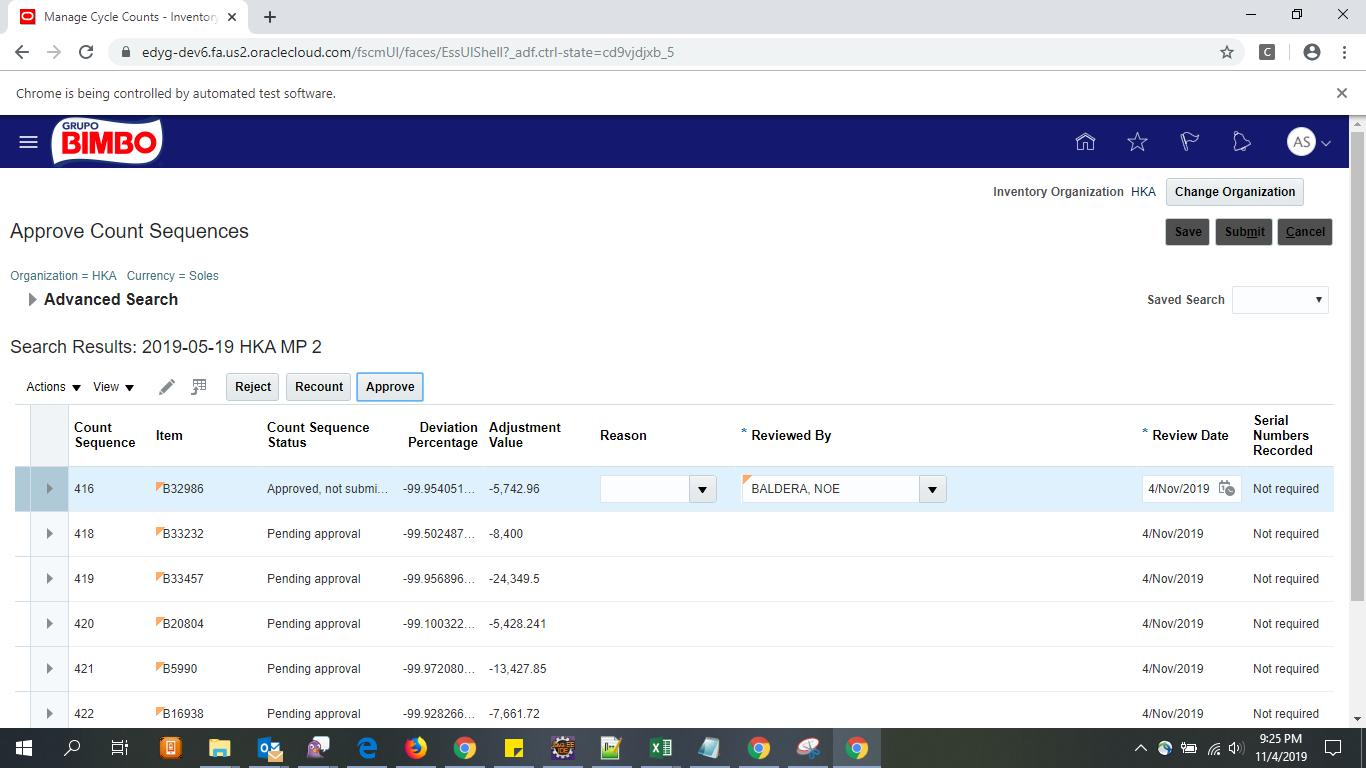 Manage Cycle Counts - Inventory
edyg-dev6.fa.us2.oraclecloud.com/fscmUI/faces/EssUIShell?_adf.ctrl-state=cd9vjdjxb_5
C
Chrome is being controlled by automated test software.
GRUPO
BIMBO
AS
Inventory Organization HKA Change Organization
Approve Count Sequences Save Submit Cancel
Organization = HKA Currency = Soles
Advanced Search Saved Search
Search Results: 2019-05-19 HKA MP 2
Actions View Reject Recount Approve
Count Sequence Item Count Sequence Status Deviation Percentage Adjustment Value Reason * Reviewed By * Review Date Serial Numbers Recorded
416 B32986 Approved, not submi... -99.954051... -5,742.96 BALDERA, NOE 4/Nov/2019 Not required
418 B33232 Pending approval -99.502487... -8,400 4/Nov/2019 Not required
419 B33457 Pending approval -99.956896... -24,349.5 4/Nov/2019 Not required
420 B20804 Pending approval -99.100322... -5,428.241 4/Nov/2019 Not required
421 B5990 Pending approval -99.972080... -13,427.85 4/Nov/2019 Not required
422 B16938 Pending approval -99.928266... -7,661.72 4/Nov/2019 Not required
9:25 PM
11/4/2019